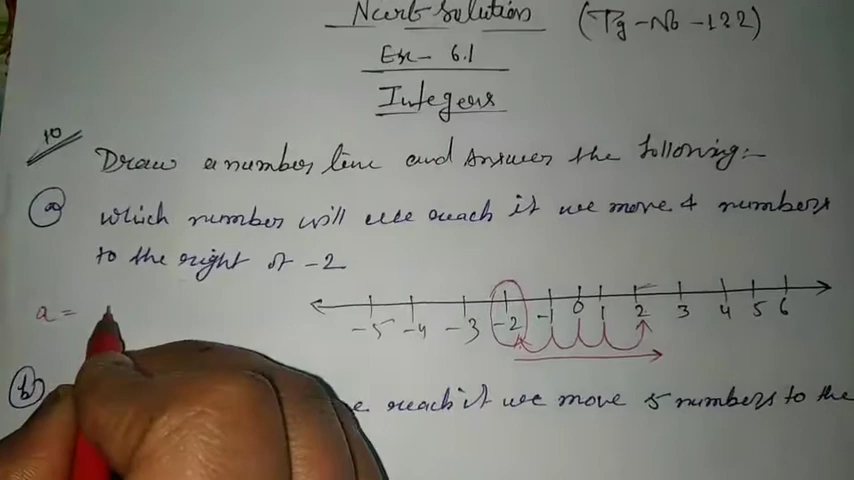 Ncert-Solution (Pg-No-122)
Ex- 6.1
Integers
10
Draw a number line and Answer the following:-
(a) which number will we reach if we move 4 numbers
to the right of -2
a=
-5 -4 -3 -2 -1 0 1 2 3 4 5 6
(b) e reach if we move 5 numbers to the